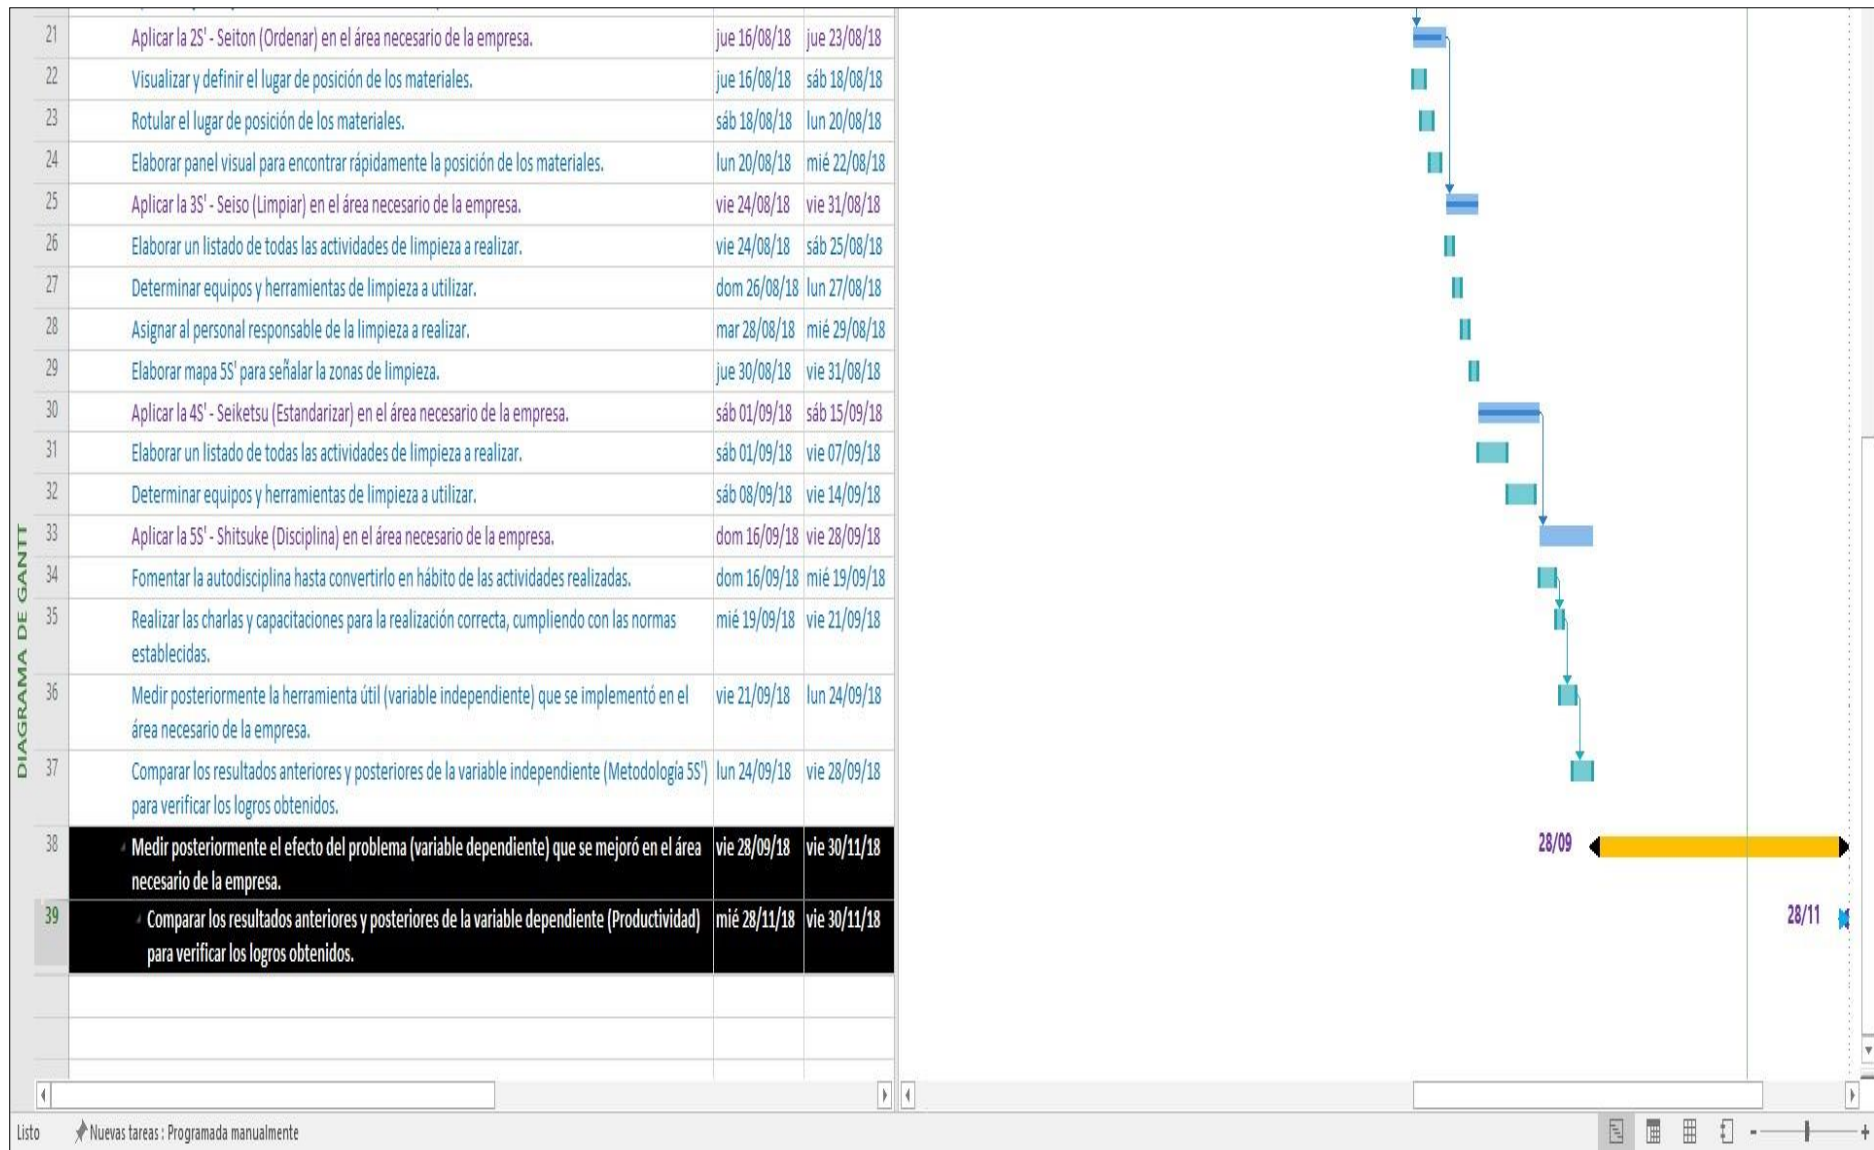 DIAGRAMA DE GANTT
21 Aplicar la 2S' - Seiton (Ordenar) en el área necesario de la empresa. jue 16/08/18 jue 23/08/18
22 Visualizar y definir el lugar de posición de los materiales. jue 16/08/18 sáb 18/08/18
23 Rotular el lugar de posición de los materiales. sáb 18/08/18 lun 20/08/18
24 Elaborar panel visual para encontrar rápidamente la posición de los materiales. lun 20/08/18 mié 22/08/18
25 Aplicar la 3S' - Seiso (Limpiar) en el área necesario de la empresa. vie 24/08/18 vie 31/08/18
26 Elaborar un listado de todas las actividades de limpieza a realizar. vie 24/08/18 sáb 25/08/18
27 Determinar equipos y herramientas de limpieza a utilizar. dom 26/08/18 lun 27/08/18
28 Asignar al personal responsable de la limpieza a realizar. mar 28/08/18 mié 29/08/18
29 Elaborar mapa 5S' para señalar la zonas de limpieza. jue 30/08/18 vie 31/08/18
30 Aplicar la 4S' - Seiketsu (Estandarizar) en el área necesario de la empresa. sáb 01/09/18 sáb 15/09/18
31 Elaborar un listado de todas las actividades de limpieza a realizar. sáb 01/09/18 vie 07/09/18
32 Determinar equipos y herramientas de limpieza a utilizar. sáb 08/09/18 vie 14/09/18
33 Aplicar la 5S' - Shitsuke (Disciplina) en el área necesario de la empresa. dom 16/09/18 vie 28/09/18
34 Fomentar la autodisciplina hasta convertirlo en hábito de las actividades realizadas. dom 16/09/18 mié 19/09/18
35 Realizar las charlas y capacitaciones para la realización correcta, cumpliendo con las normas mié 19/09/18 vie 21/09/18
establecidas.
36 Medir posteriormente la herramienta útil (variable independiente) que se implementó en el vie 21/09/18 lun 24/09/18
área necesario de la empresa.
37 Comparar los resultados anteriores y posteriores de la variable independiente (Metodología 5S') lun 24/09/18 vie 28/09/18
para verificar los logros obtenidos.
38 Medir posteriormente el efecto del problema (variable dependiente) que se mejoró en el área vie 28/09/18 vie 30/11/18 28/09
necesario de la empresa.
39 Comparar los resultados anteriores y posteriores de la variable dependiente (Productividad) mié 28/11/18 vie 30/11/18 28/11
para verificar los logros obtenidos.
Listo Nuevas tareas : Programada manualmente